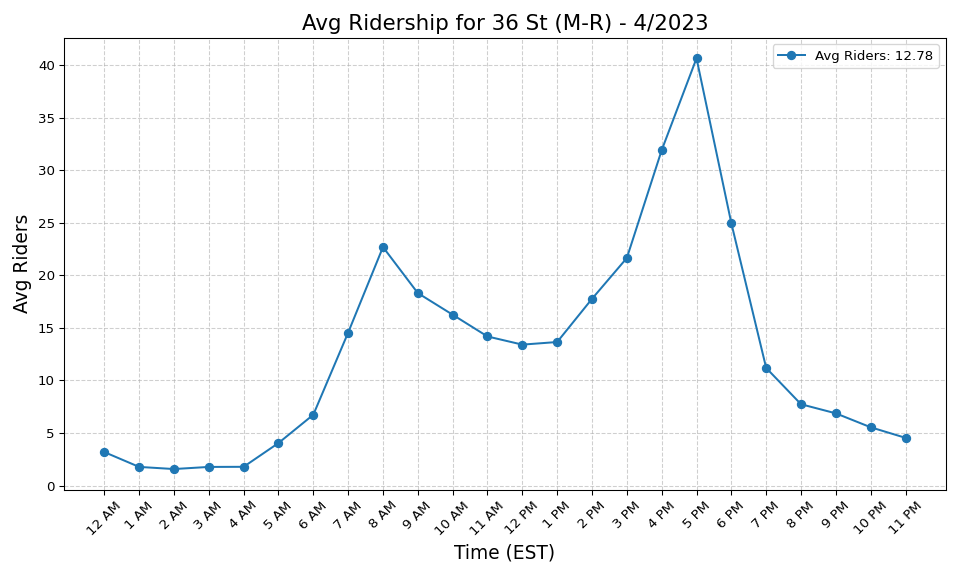 Avg Ridership for 36 St (M-R) - 4/2023
Avg Riders: 12.78
Avg Riders
40
35
30
25
20
15
10
5
0
12 AM
1 AM
2 AM
3 AM
4 AM
5 AM
6 AM
7 AM
8 AM
9 AM
10 AM
11 AM
12 PM
1 PM
2 PM
3 PM
4 PM
5 PM
6 PM
7 PM
8 PM
9 PM
10 PM
11 PM
Time (EST)